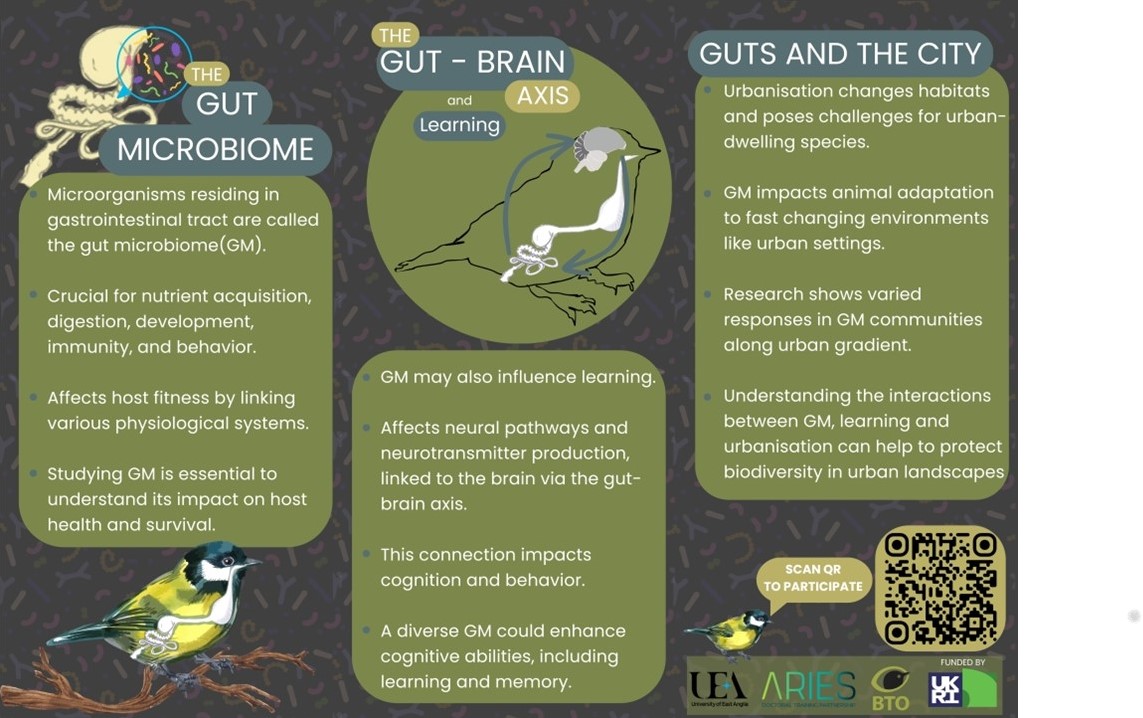 THE
GUT
MICROBIOME
Microorganisms residing in
gastrointestinal tract are called
the gut microbiome(GM).
Crucial for nutrient acquisition,
digestion, development,
immunity, and behavior.
Affects host fitness by linking
various physiological systems.
Studying GM is essential to
understand its impact on host
health and survival.
THE
GUT - BRAIN
AXIS
and
Learning
GM may also influence learning.
Affects neural pathways and
neurotransmitter production,
linked to the brain via the gut-
brain axis.
This connection impacts
cognition and behavior.
A diverse GM could enhance
cognitive abilities, including
learning and memory.
GUTS AND THE CITY
Urbanisation changes habitats
and poses challenges for urban-
dwelling species.
GM impacts animal adaptation
to fast changing environments
like urban settings.
Research shows varied
responses in GM communities
along urban gradient.
Understanding the interactions
between GM, learning and
urbanisation can help to protect
biodiversity in urban landscapes
SCAN QR
TO PARTICIPATE
FUNDED BY
UEA
University of East Anglia
ARIES
DOCTORAL TRAINING PARTNERSHIP
BTO
UK
RI